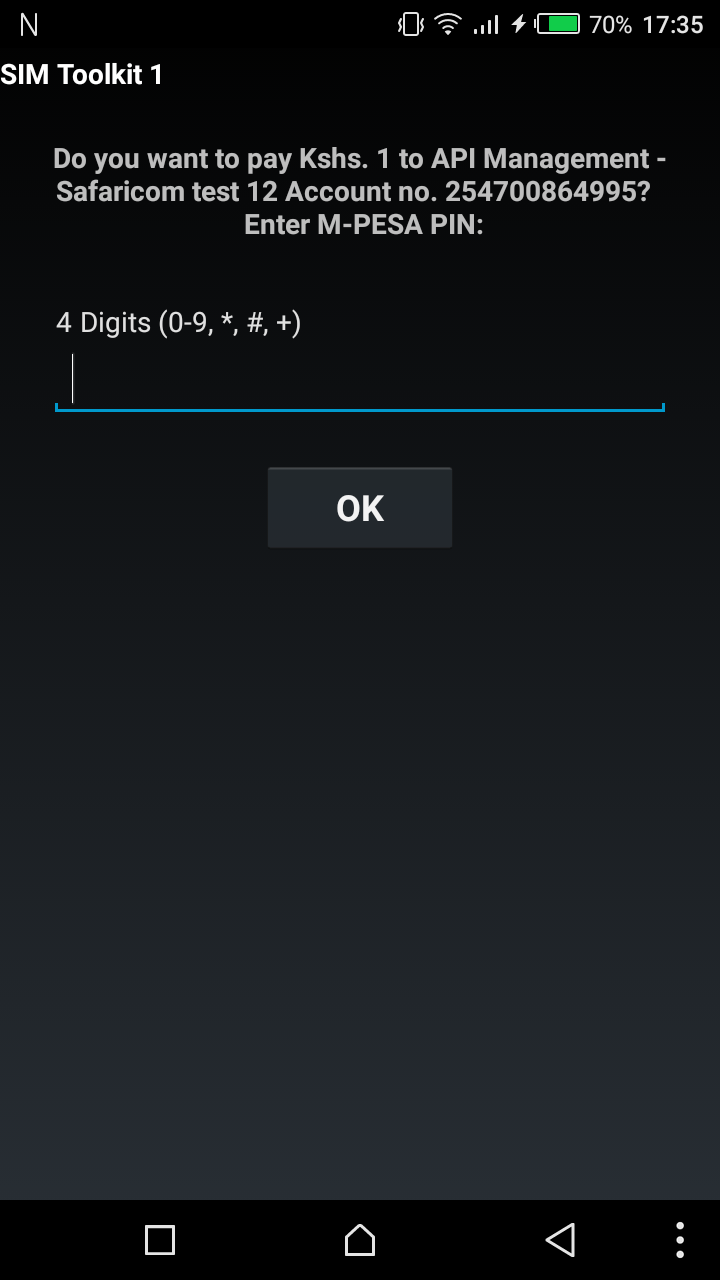 N 70% 17:35
SIM Toolkit 1
Do you want to pay Kshs. 1 to API Management -
Safaricom test 12 Account no. 254700864995?
Enter M-PESA PIN:
4 Digits (0-9, *, #, +)
OK